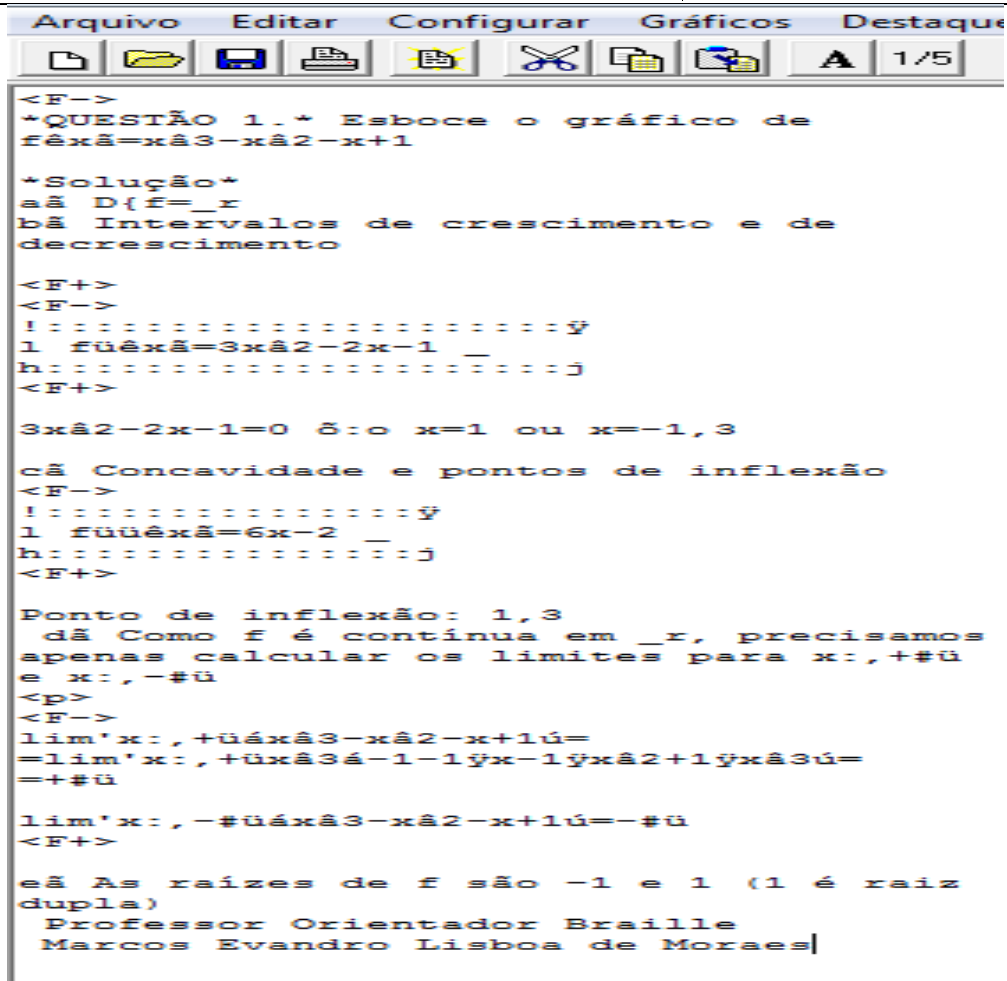 Arquivo Editar Configurar Gráficos Destaque
A 1/5
<F->
*QUESTÃO 1.* Esboce o gráfico de
fêxã=xâ3-xâ2-x+1
*Solução*
aã D{f=_r
bã Intervalos de crescimento e de
decrescimento
<F+>
<F->
!::::::::::::::::::::::ÿ
l füêxã=3xâ2-2x-1 _
h::::::::::::::::::::::j
<F+>
3xâ2-2x-1=0 õ:o x=1 ou x=-1,3
cã Concavidade e pontos de inflexão
<F->
!:::::::::::::::ÿ
l füüêxã=6x-2 _
h:::::::::::::::j
<F+>
Ponto de inflexão: 1,3
dã Como f é contínua em _r, precisamos
apenas calcular os limites para x:,+#ü
e x:,-#ü
<p>
<F->
lim'x:,+üáxâ3-xâ2-x+1ú=
=lim'x:,+üxâ3á-1-1ÿx-1ÿxâ2+1ÿxâ3ú=
=+#ü
lim'x:,-#üáxâ3-xâ2-x+1ú=-#ü
<F+>
eã As raízes de f são -1 e 1 (1 é raiz
dupla)
Professor Orientador Braille
Marcos Evandro Lisboa de Moraes